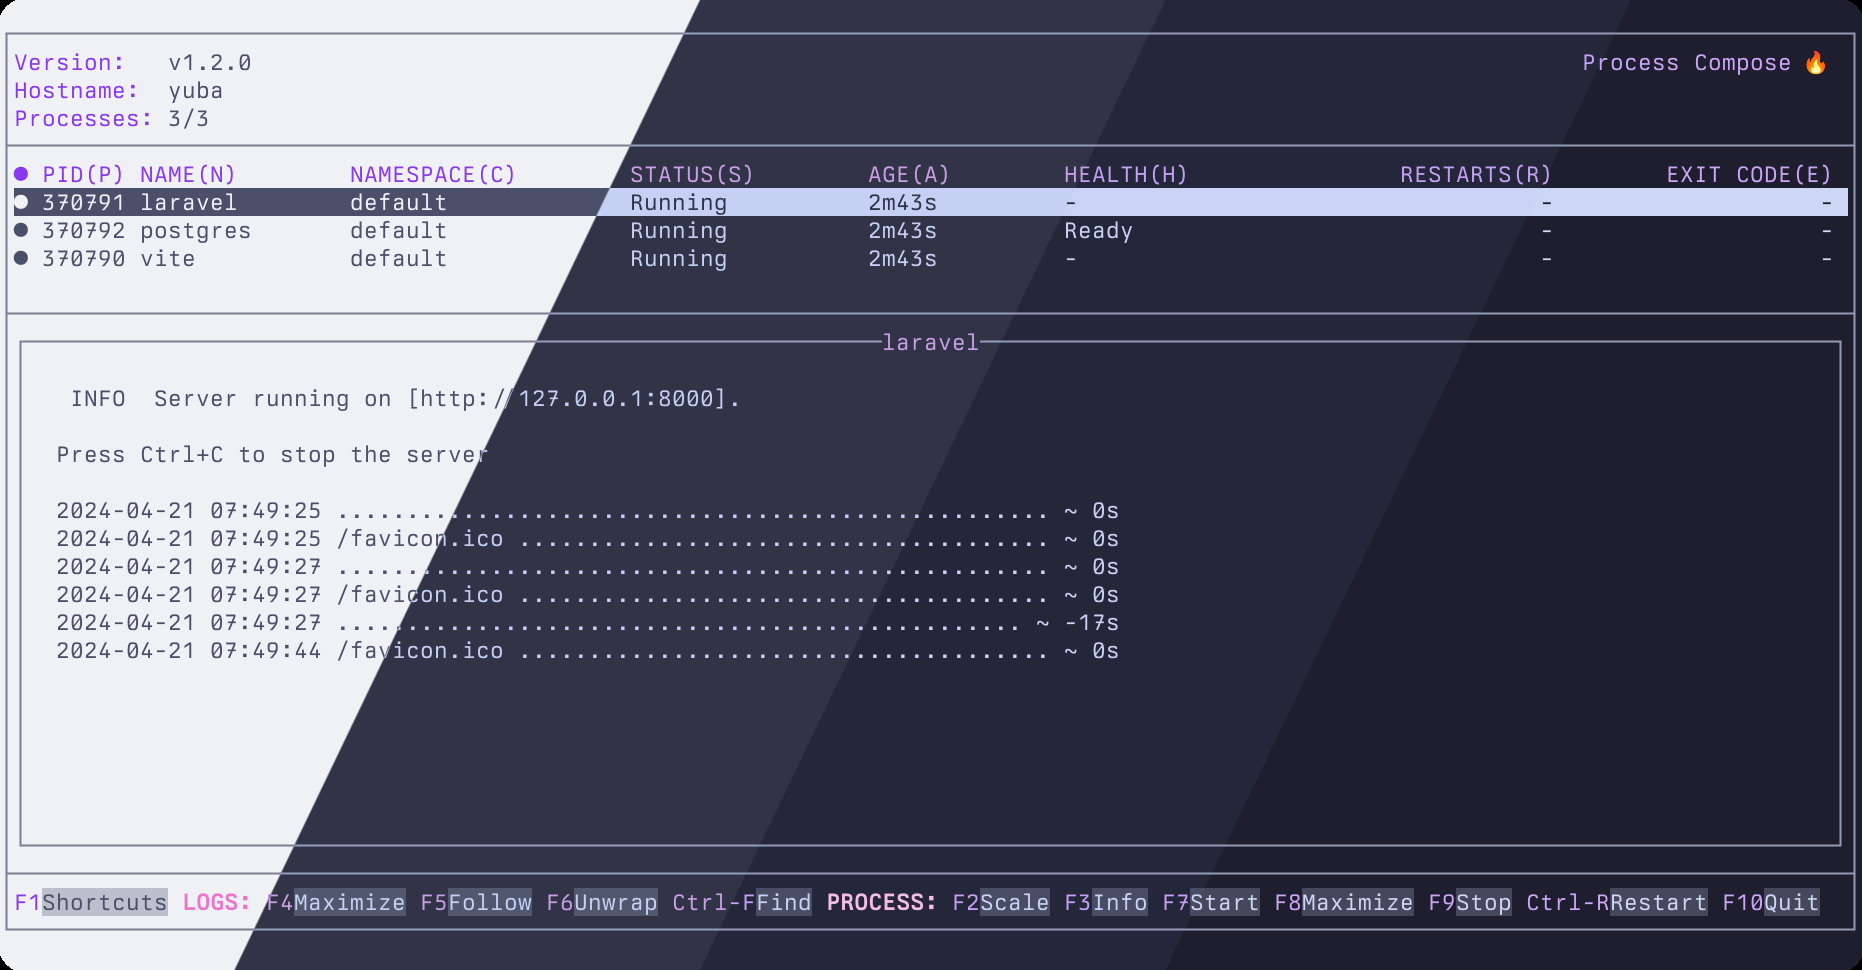 Version: v1.2.0 Process Compose 🔥
Hostname: yuba
Processes: 3/3
● PID(P) NAME(N) NAMESPACE(C) STATUS(S) AGE(A) HEALTH(H) RESTARTS(R) EXIT CODE(E)
● 370791 laravel default Running 2m43s - - -
● 370792 postgres default Running 2m43s Ready - -
● 370790 vite default Running 2m43s - - -
laravel
INFO Server running on [http://127.0.0.1:8000].
Press Ctrl+C to stop the server
2024-04-21 07:49:25 ................................................... ~ 0s
2024-04-21 07:49:25 /favicon.ico ...................................... ~ 0s
2024-04-21 07:49:27 ................................................... ~ 0s
2024-04-21 07:49:27 /favicon.ico ...................................... ~ 0s
2024-04-21 07:49:27 ................................................. ~ -17s
2024-04-21 07:49:44 /favicon.ico ...................................... ~ 0s
F1Shortcuts LOGS: F4Maximize F5Follow F6Unwrap Ctrl-FFind PROCESS: F2Scale F3Info F7Start F8Maximize F9Stop Ctrl-RRestart F10Quit